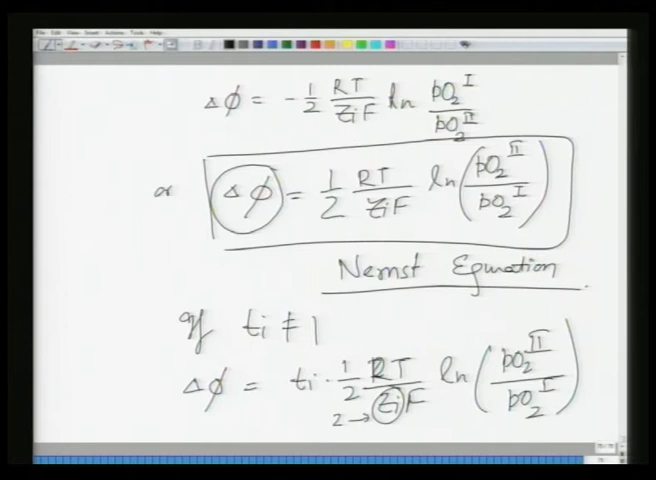 Δφ = -1/2 RT/ziF ln pO2^I/pO2^II
or Δφ = 1/2 RT/ziF ln (pO2^II/pO2^I)
Nernst Equation
If ti ≠ 1
Δφ = ti · 1/2 RT/ziF ln (pO2^II/pO2^I)
2→